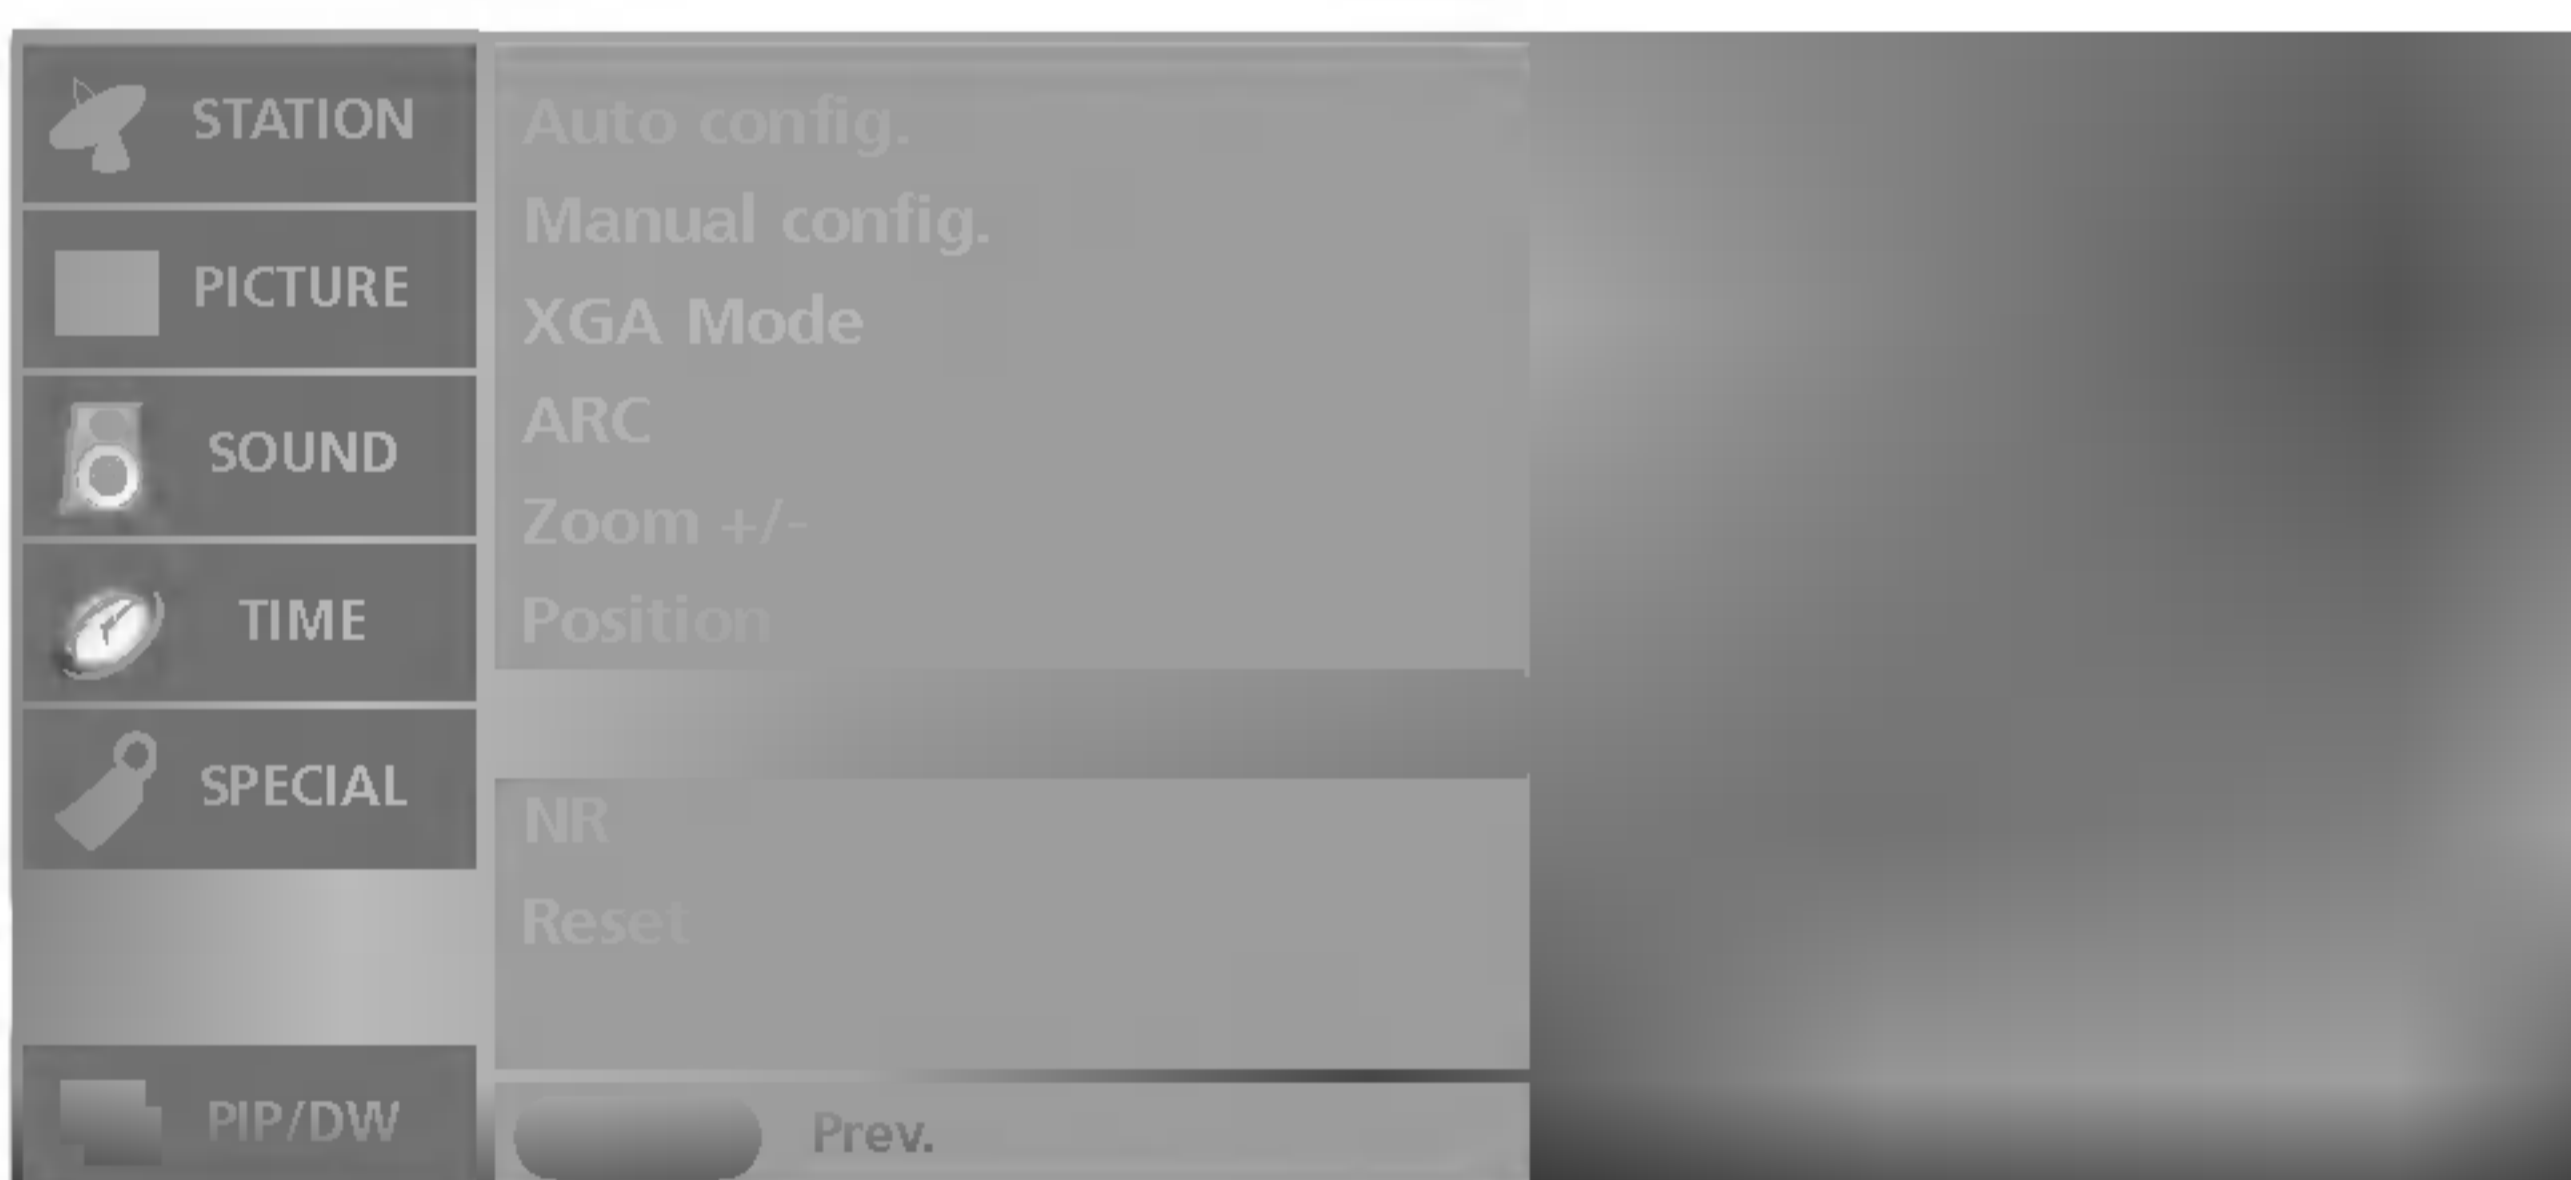 STATION
PICTURE
SOUND
TIME
SPECIAL
PIP/DW
Auto config.
Manual config.
XGA Mode
ARC
Zoom +/-
Position
NR
Reset
Prev.